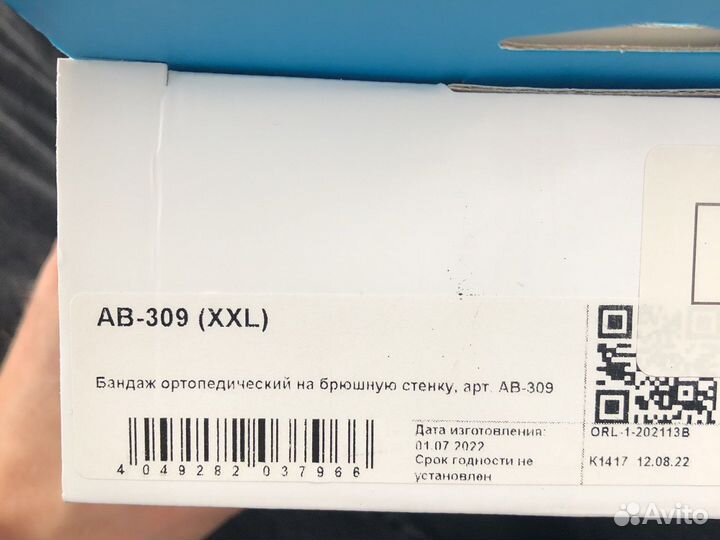 AB-309 (XXL)
Бандаж ортопедический на брюшную стенку, арт. AB-309
4 049282 037966
Дата изготовления:
01.07.2022
Срок годности не
установлен
ORL-1-202113B
K1417 12.08.22
Avito